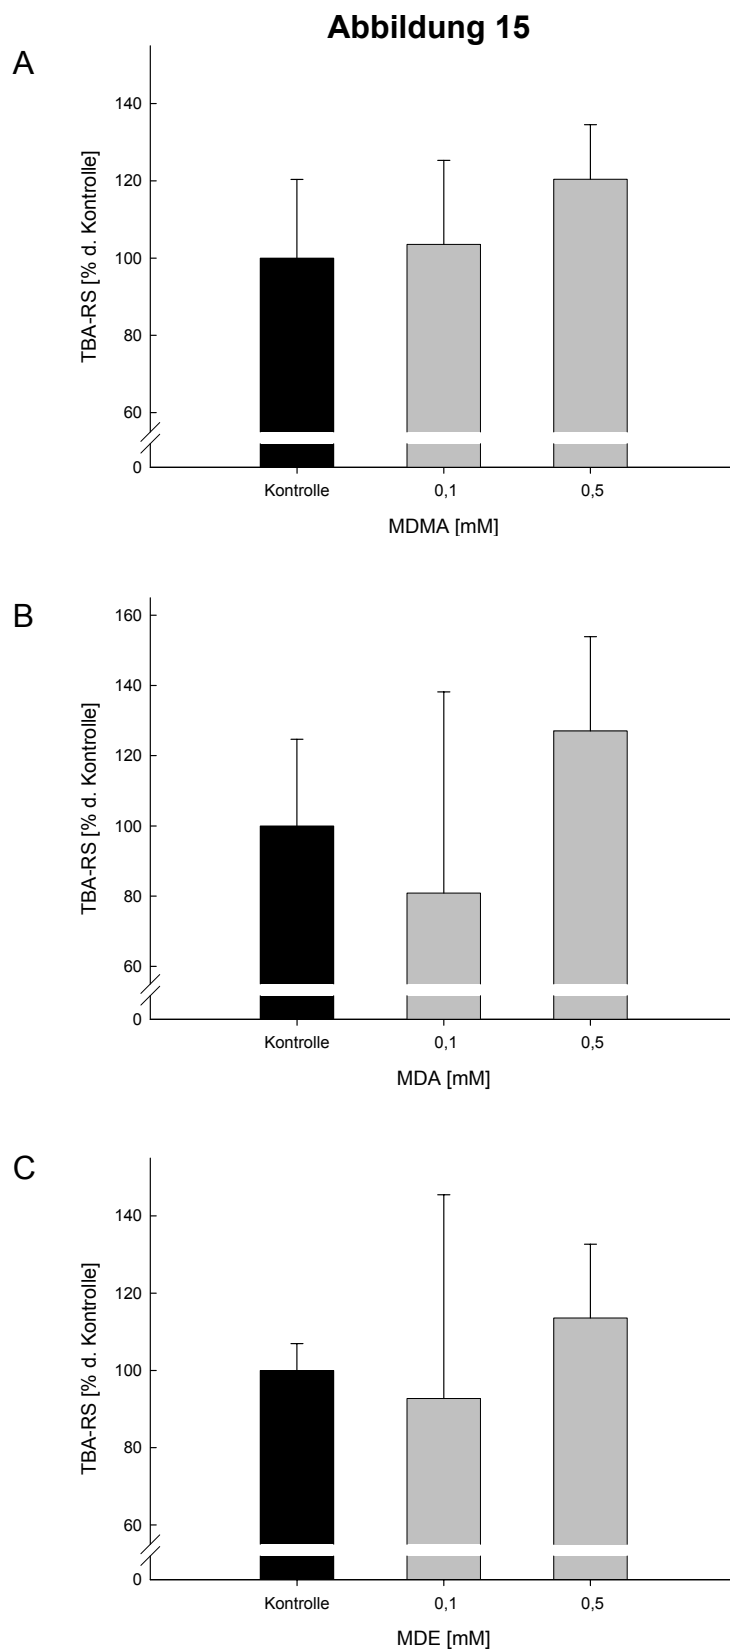 Abbildung 15
A
TBA-RS [% d. Kontrolle]
140
120
100
80
60
0
Kontrolle 0,1 0,5
MDMA [mM]
B
TBA-RS [% d. Kontrolle]
160
140
120
100
80
60
0
Kontrolle 0,1 0,5
MDA [mM]
C
TBA-RS [% d. Kontrolle]
140
120
100
80
60
0
Kontrolle 0,1 0,5
MDE [mM]